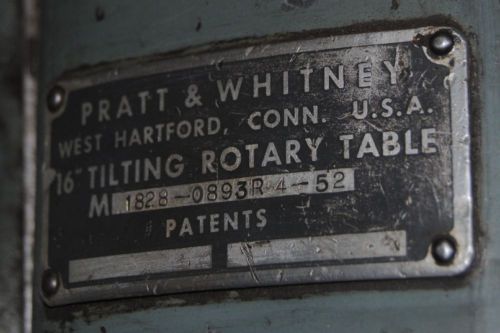 PRATT & WHITNEY
WEST HARTFORD, CONN. U.S.A.
16" TILTING ROTARY TABLE
M 1828-0893R 4-52
PATENTS